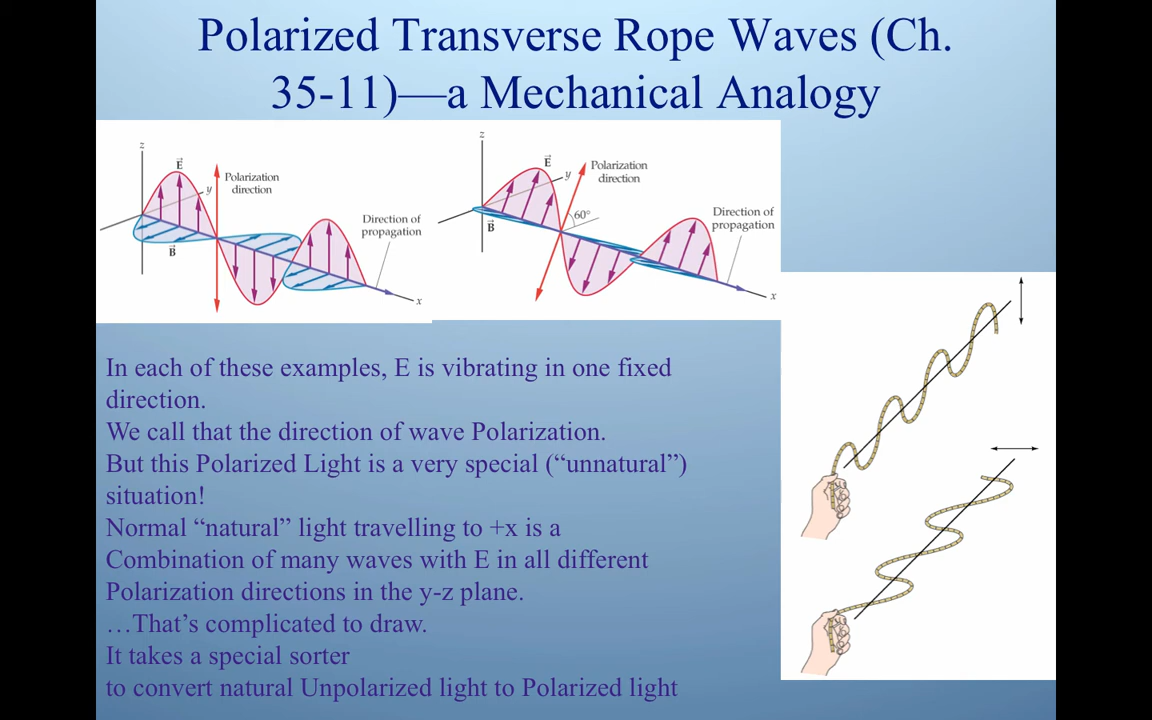 Polarized Transverse Rope Waves (Ch.
35-11)—a Mechanical Analogy
z
E
Polarization
direction
y
Direction of
propagation
B
x
z
E
Polarization
direction
y
60°
Direction of
propagation
B
x
In each of these examples, E is vibrating in one fixed
direction.
We call that the direction of wave Polarization.
But this Polarized Light is a very special (“unnatural”)
situation!
Normal “natural” light travelling to +x is a
Combination of many waves with E in all different
Polarization directions in the y-z plane.
…That’s complicated to draw.
It takes a special sorter
to convert natural Unpolarized light to Polarized light